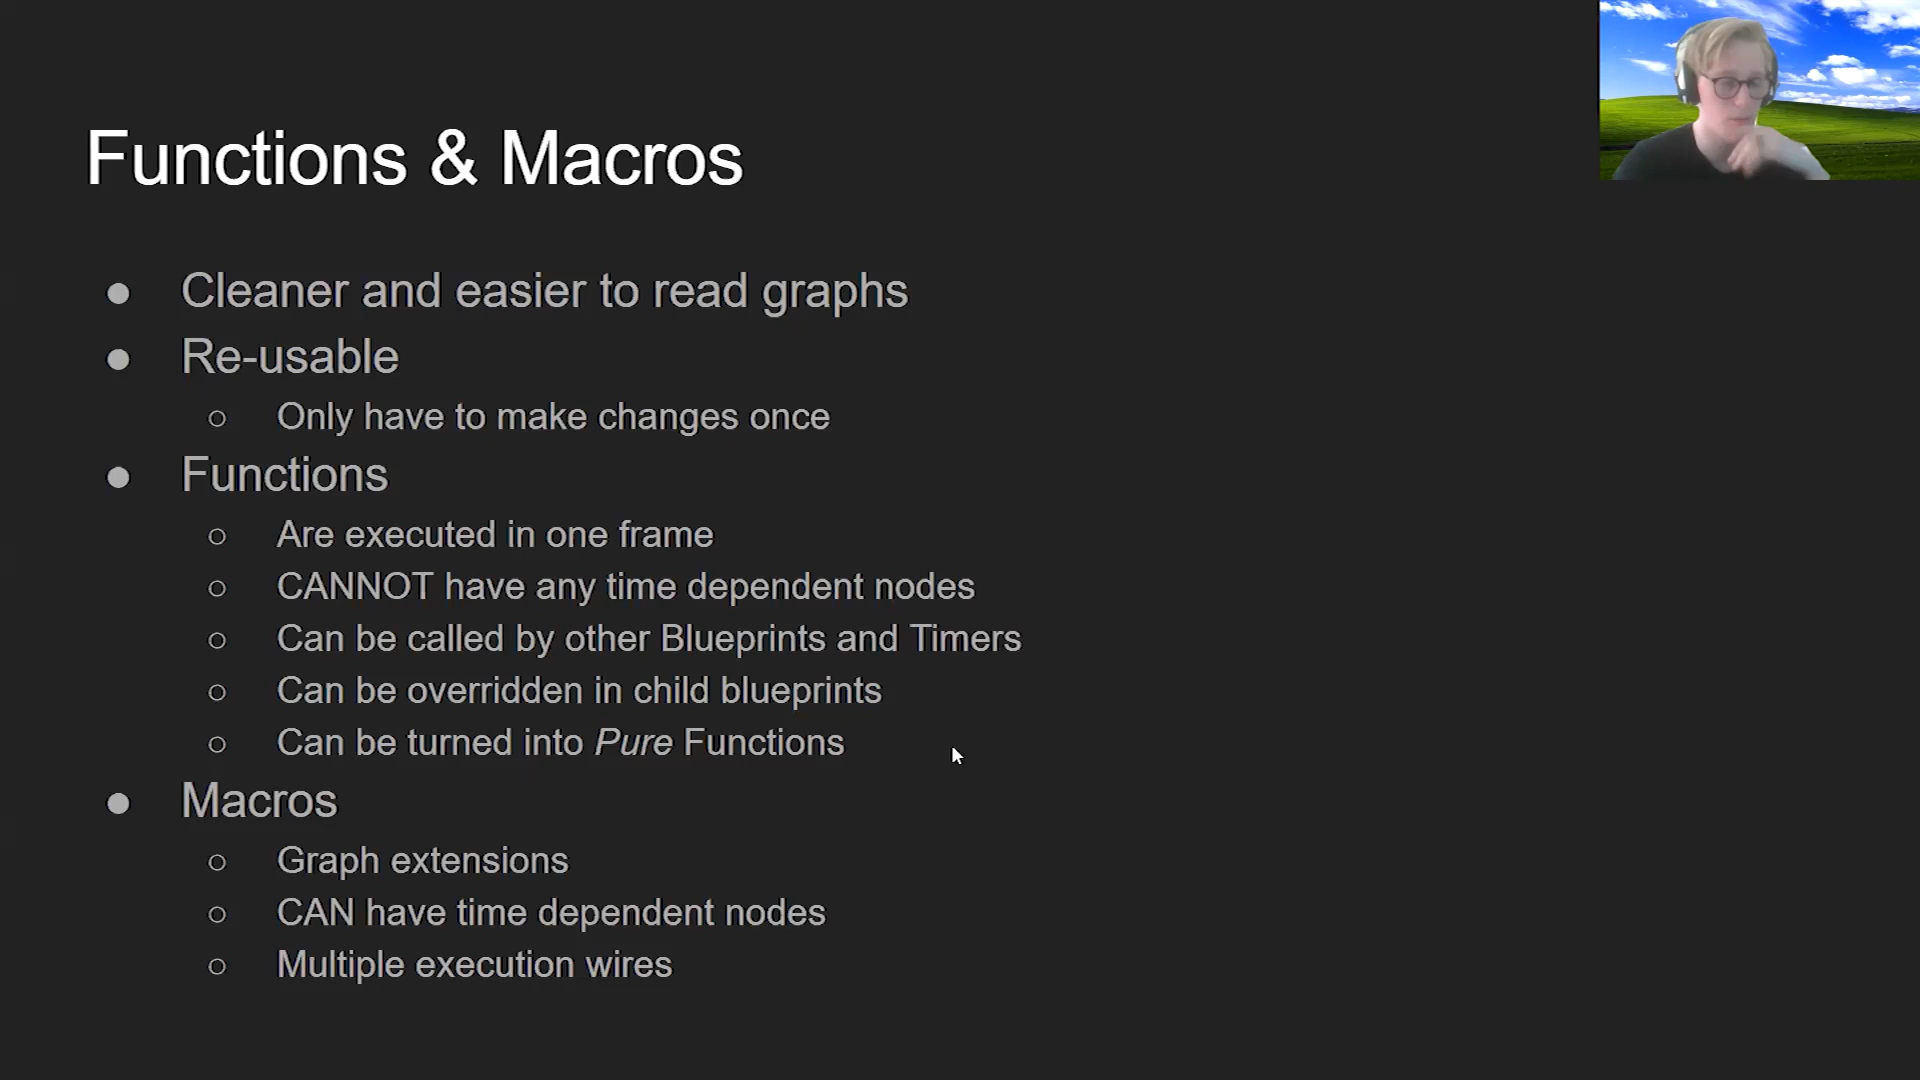 Functions & Macros
● Cleaner and easier to read graphs
● Re-usable
○ Only have to make changes once
● Functions
○ Are executed in one frame
○ CANNOT have any time dependent nodes
○ Can be called by other Blueprints and Timers
○ Can be overridden in child blueprints
○ Can be turned into Pure Functions
● Macros
○ Graph extensions
○ CAN have time dependent nodes
○ Multiple execution wires